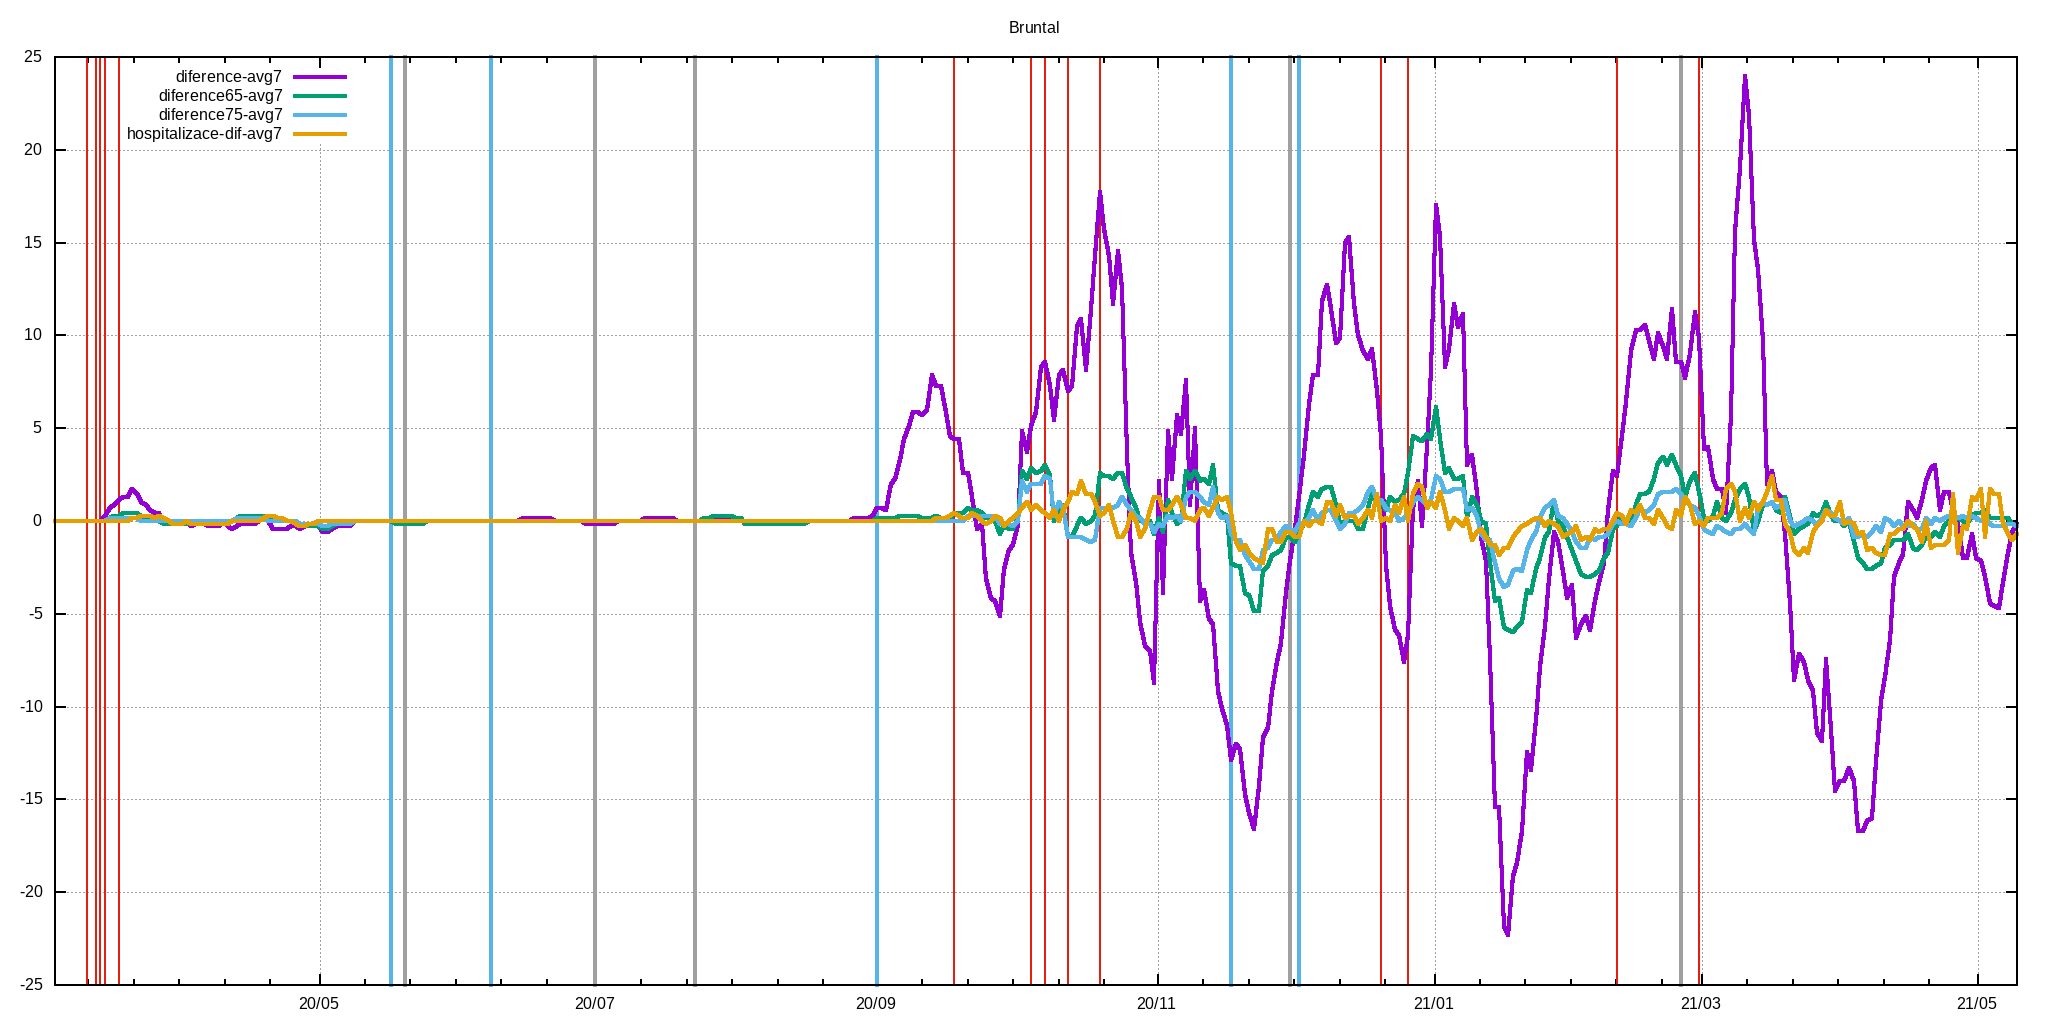 Bruntal
diference-avg7
diference65-avg7
diference75-avg7
hospitalizace-dif-avg7
25
20
15
10
5
0
-5
-10
-15
-20
-25
20/05 20/07 20/09 20/11 21/01 21/03 21/05